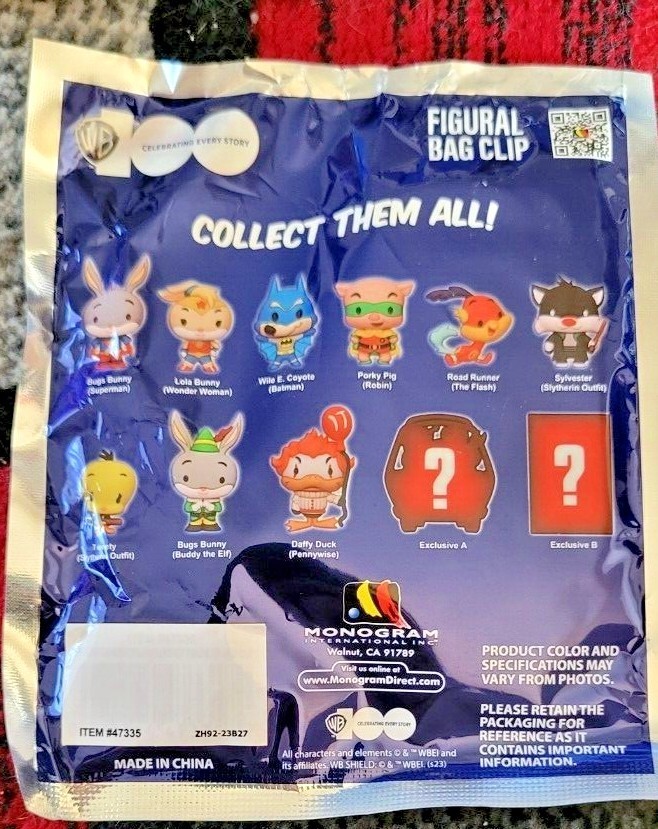 WB 100
CELEBRATING EVERY STORY
FIGURAL
BAG CLIP
COLLECT THEM ALL!
Bugs Bunny
(Superman)
Lola Bunny
(Wonder Woman)
Wile E. Coyote
(Batman)
Porky Pig
(Robin)
Road Runner
(The Flash)
Sylvester
(Slytherin Outfit)
?
?
Outfit)
Bugs Bunny
(Buddy the Elf)
Daffy Duck
(Pennywise)
Exclusive A
Exclusive B
MONOGRAM
INTERNATIONAL INC
Walnut, CA 91789
Visit us online at
www.MonogramDirect.com
PRODUCT COLOR AND
SPECIFICATIONS MAY
VARY FROM PHOTOS.
PLEASE RETAIN THE
PACKAGING FOR
REFERENCE AS IT
CONTAINS IMPORTANT
INFORMATION.
ITEM #47335
ZH92-23B27
MADE IN CHINA
WB 100
CELEBRATING EVERY STORY
All characters and elements © & ™ WBEI and
its affiliates. WB SHIELD: © & ™ WBEI. (s23)